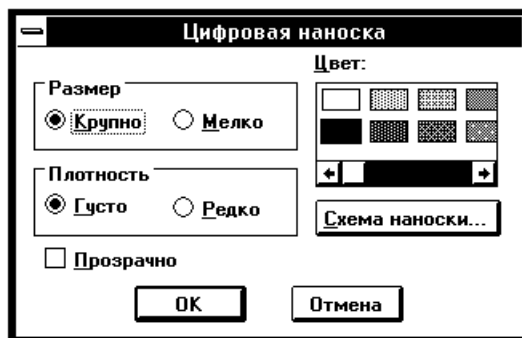 Цифровая наноска
Размер
Крупно Мелко
Плотность
Густо Редко
Прозрачно
Цвет:
Схема наноски...
OK Отмена